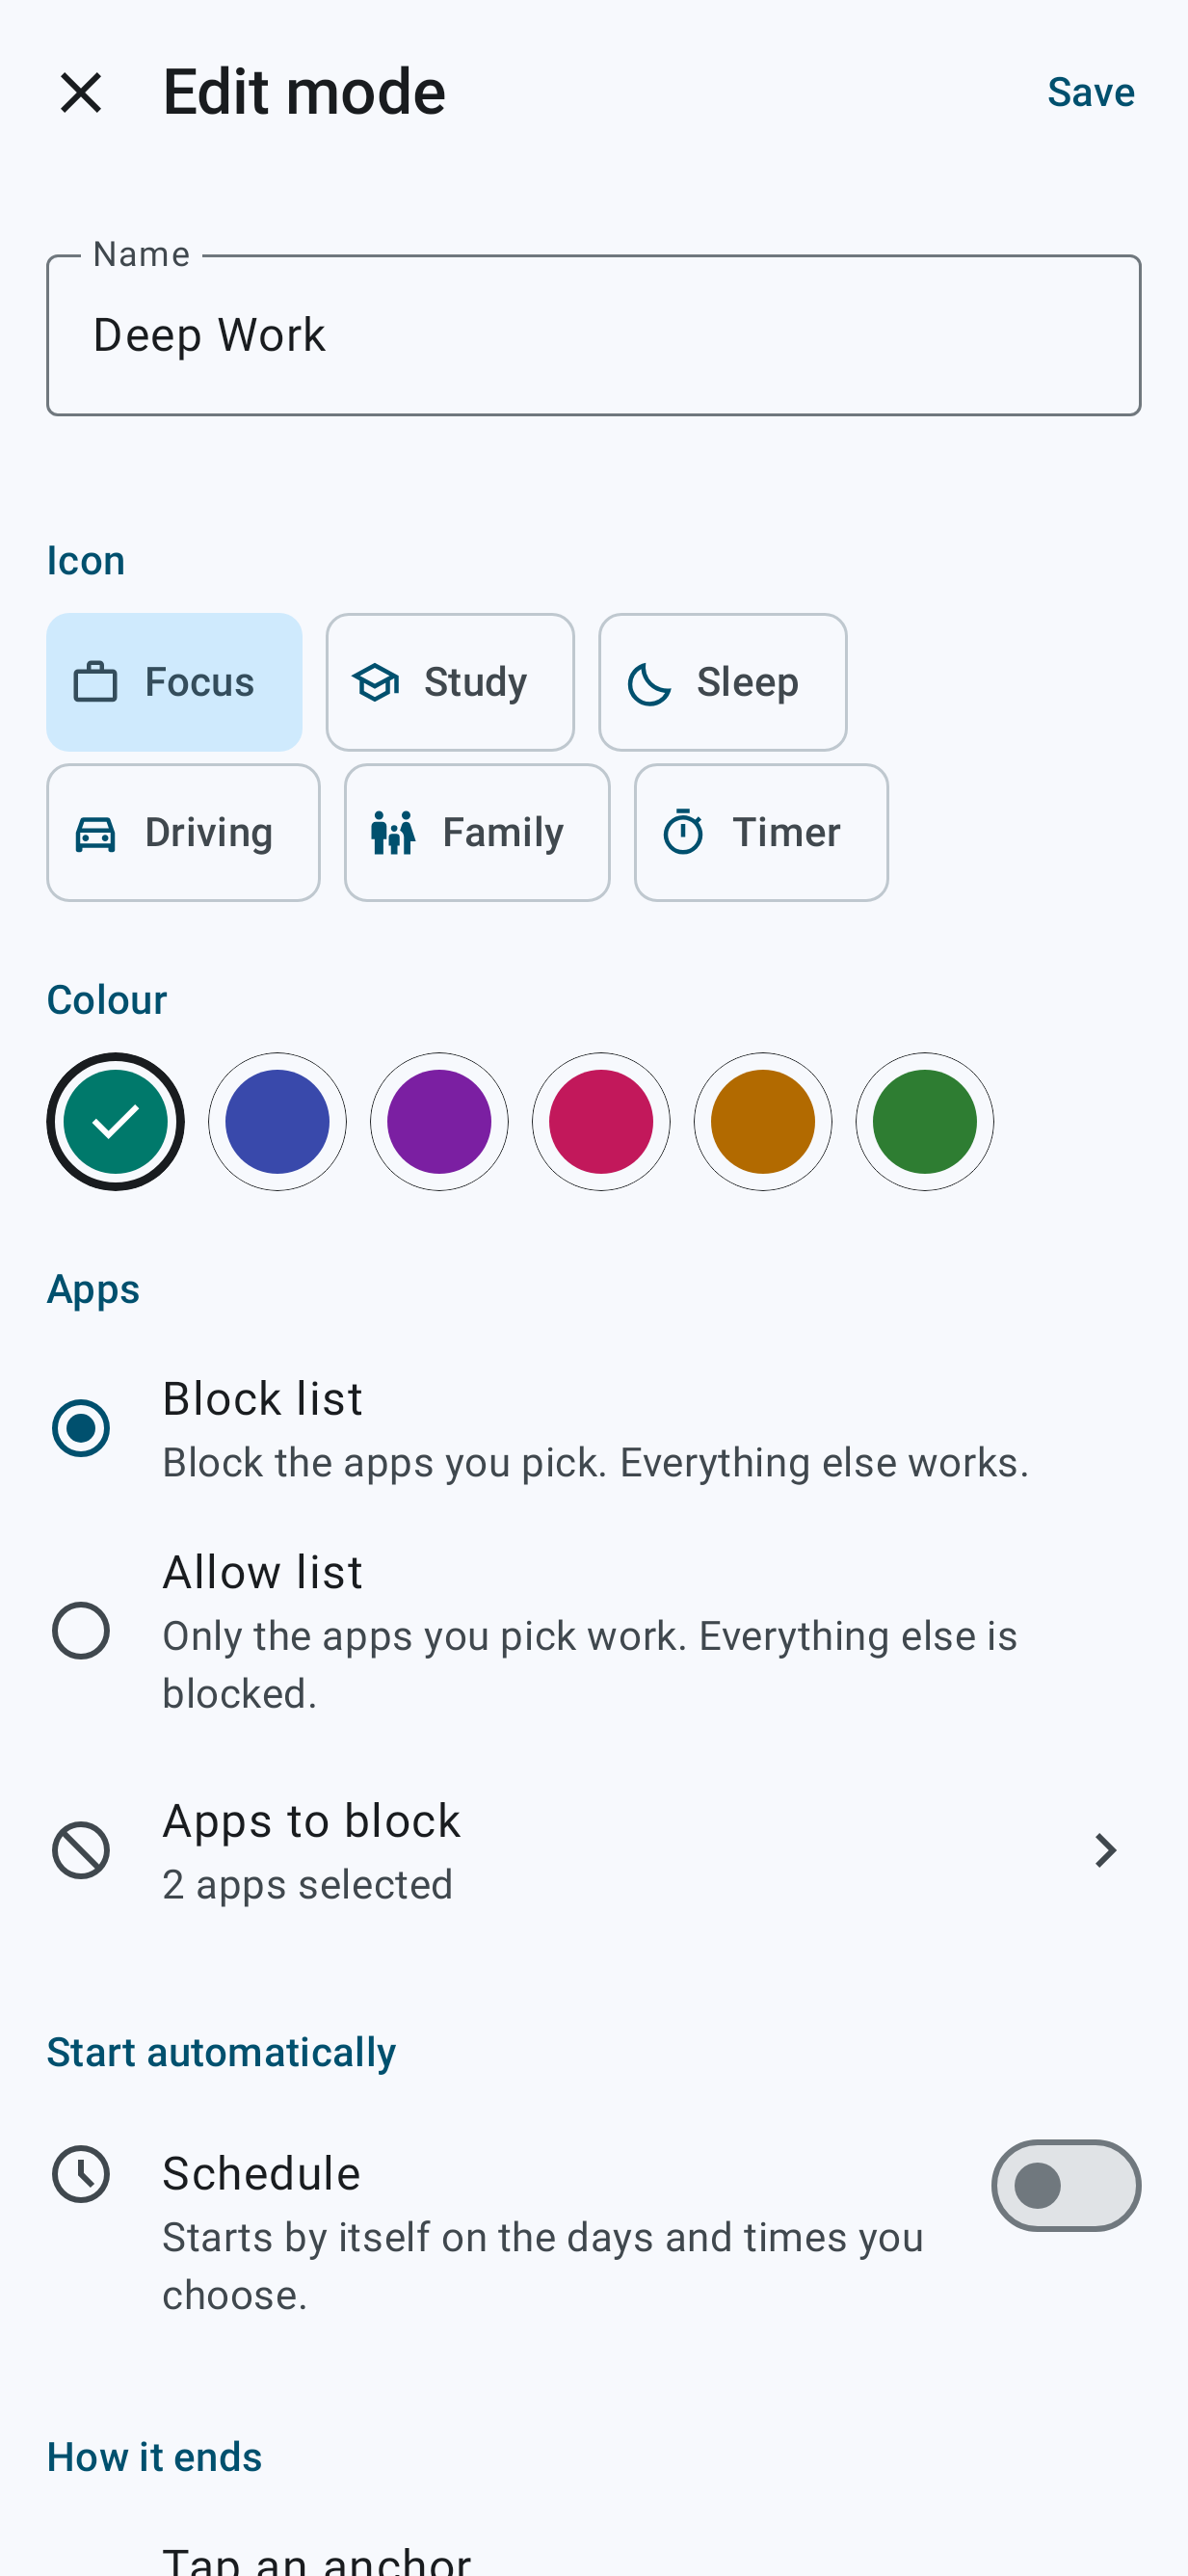 Edit mode
Save
Name
Deep Work
Icon
Focus
Study
Sleep
Driving
Family
Timer
Colour
Apps
Block list
Block the apps you pick. Everything else works.
Allow list
Only the apps you pick work. Everything else is
blocked.
Apps to block
2 apps selected
Start automatically
Schedule
Starts by itself on the days and times you
choose.
How it ends
Tap an anchor